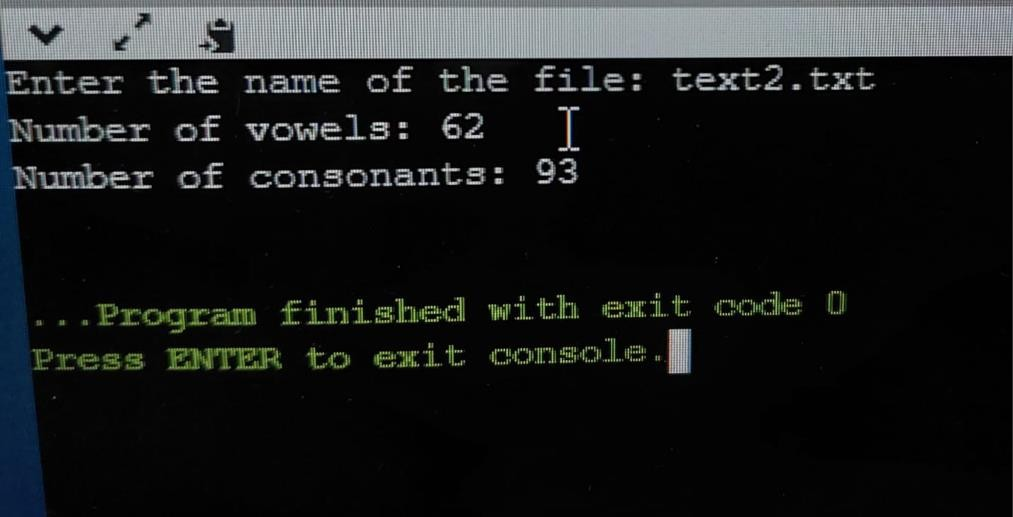 Enter the name of the file: text2.txt
Number of vowels: 62
Number of consonants: 93
...Program finished with exit code 0
Press ENTER to exit console.